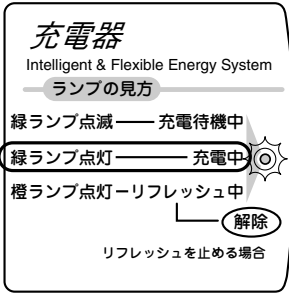 充電器
Intelligent & Flexible Energy System
ランプの見方
緑ランプ点滅 ── 充電待機中
緑ランプ点灯 ── 充電中
橙ランプ点灯 ─ リフレッシュ中
解除
リフレッシュを止める場合